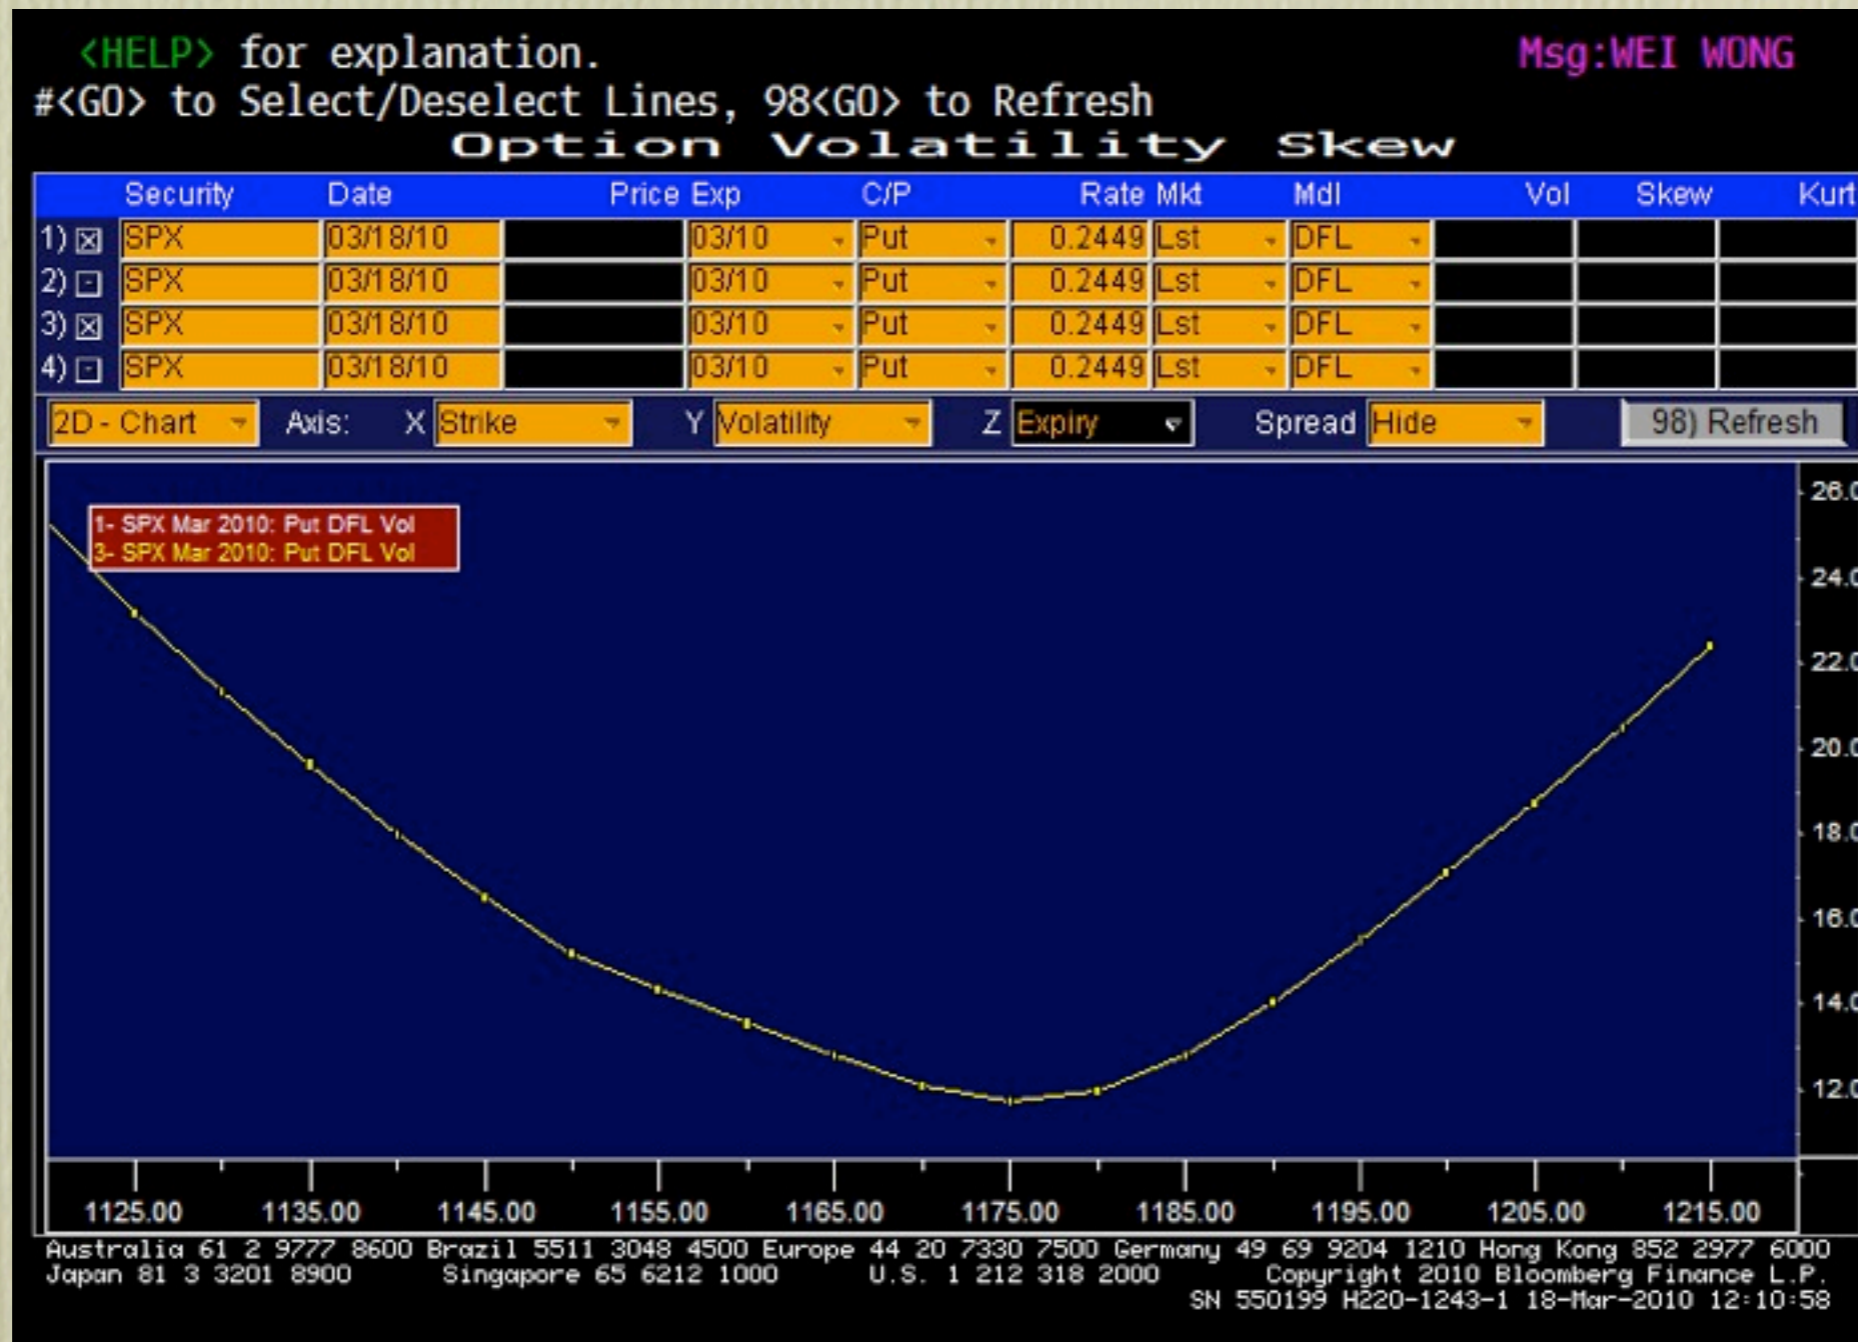 <HELP> for explanation. Msg:WEI WONG
#<GO> to Select/Deselect Lines, 98<GO> to Refresh
Option Volatility Skew
Security Date Price Exp C/P Rate Mkt Mdl Vol Skew Kurt
1) SPX 03/18/10 03/10 Put 0.2449 Lst DFL
2) SPX 03/18/10 03/10 Put 0.2449 Lst DFL
3) SPX 03/18/10 03/10 Put 0.2449 Lst DFL
4) SPX 03/18/10 03/10 Put 0.2449 Lst DFL
2D - Chart Axis: X Strike Y Volatility Z Expiry Spread Hide 98) Refresh
1- SPX Mar 2010: Put DFL Vol
3- SPX Mar 2010: Put DFL Vol
26.0
24.0
22.0
20.0
18.0
16.0
14.0
12.0
1125.00 1135.00 1145.00 1155.00 1165.00 1175.00 1185.00 1195.00 1205.00 1215.00
Australia 61 2 9777 8600 Brazil 5511 3048 4500 Europe 44 20 7330 7500 Germany 49 69 9204 1210 Hong Kong 852 2977 6000
Japan 81 3 3201 8900 Singapore 65 6212 1000 U.S. 1 212 318 2000 Copyright 2010 Bloomberg Finance L.P.
SN 550199 H220-1243-1 18-Mar-2010 12:10:58